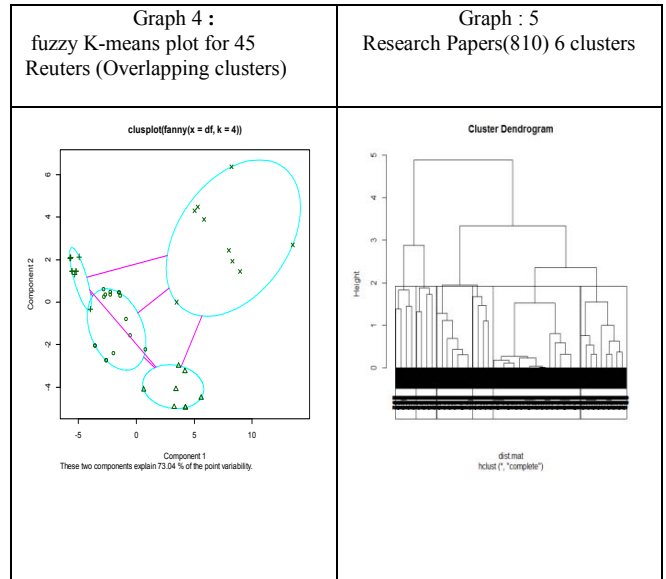 Graph 4 :
fuzzy K-means plot for 45
Reuters (Overlapping clusters)
Graph : 5
Research Papers(810) 6 clusters
clusplot(fanny(x = df, k = 4))
Component 2
6
4
2
0
-2
-4
-5
0
5
10
Component 1
These two components explain 73.04 % of the point variability.
Cluster Dendrogram
Height
5
4
3
2
1
0
dist.mat
hclust (*, "complete")